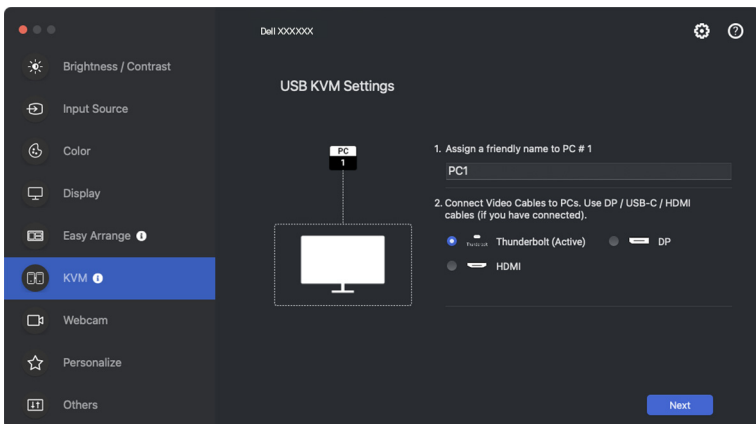 Dell XXXXXX
Brightness / Contrast
Input Source
Color
Display
Easy Arrange
KVM
Webcam
Personalize
Others
USB KVM Settings
PC
1
1. Assign a friendly name to PC # 1
PC1
2. Connect Video Cables to PCs. Use DP / USB-C / HDMI
cables (if you have connected).
Thunderbolt (Active)
DP
HDMI
Next